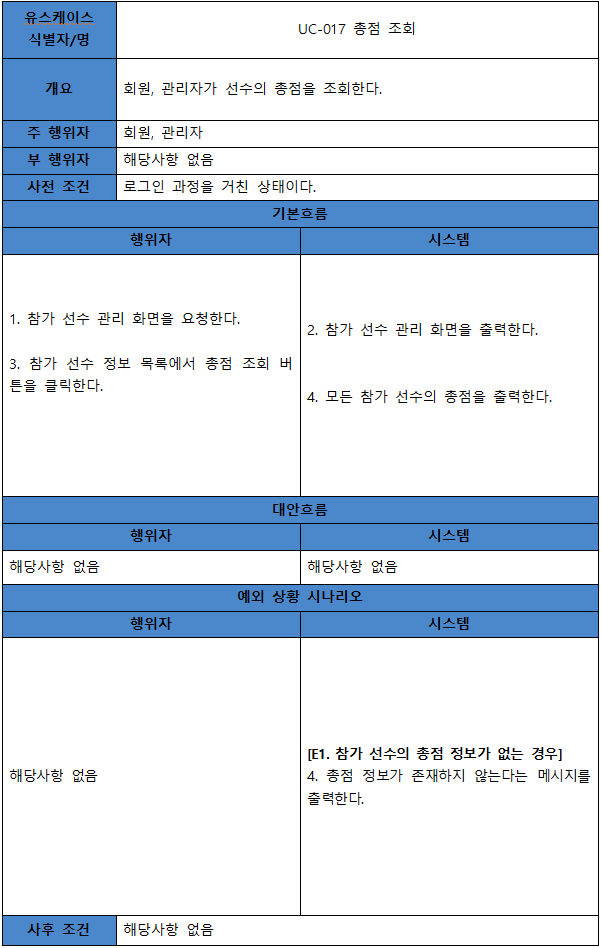 유스케이스
식별자/명
UC-017 총점 조회
개요
회원, 관리자가 선수의 총점을 조회한다.
주 행위자
회원, 관리자
부 행위자
해당사항 없음
사전 조건
로그인 과정을 거친 상태이다.
기본흐름
행위자
시스템
1. 참가 선수 관리 화면을 요청한다.
3. 참가 선수 정보 목록에서 총점 조회 버
튼을 클릭한다.
2. 참가 선수 관리 화면을 출력한다.
4. 모든 참가 선수의 총점을 출력한다.
대안흐름
행위자
시스템
해당사항 없음
해당사항 없음
예외 상황 시나리오
행위자
시스템
해당사항 없음
[E1. 참가 선수의 총점 정보가 없는 경우]
4. 총점 정보가 존재하지 않는다는 메시지를
출력한다.
사후 조건
해당사항 없음